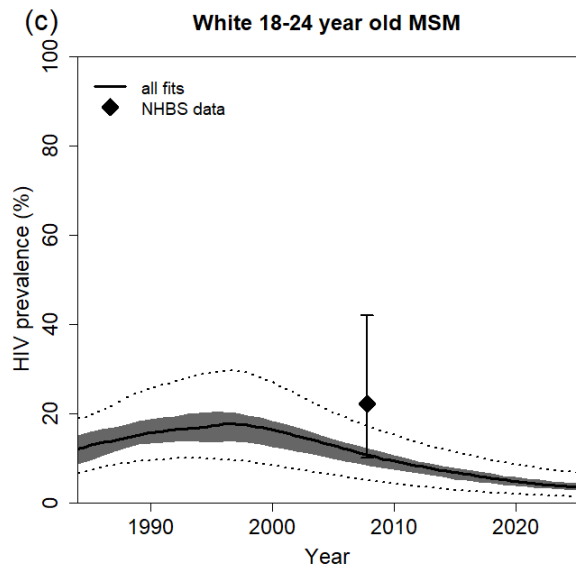 (c) White 18-24 year old MSM
100
80
60
40
20
0
HIV prevalence (%)
all fits
NHBS data
1990 2000 2010 2020
Year